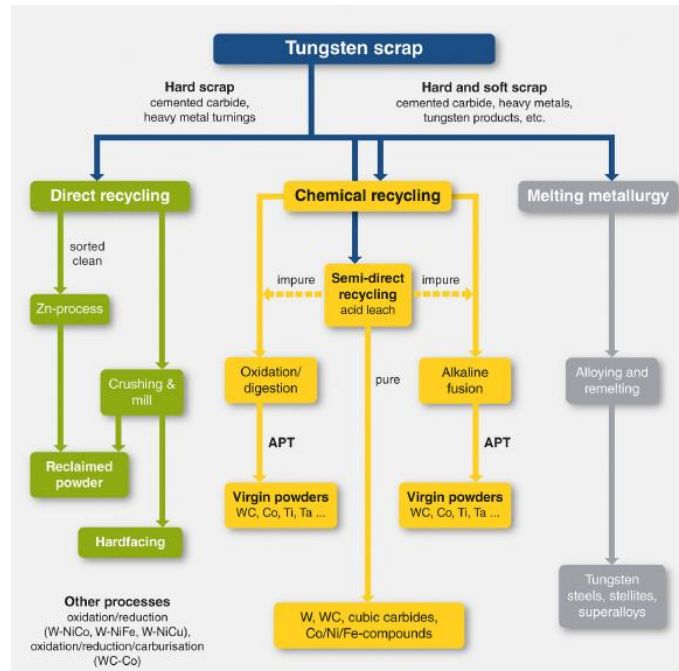 Tungsten scrap
Hard scrap
cemented carbide,
heavy metal turnings
Hard and soft scrap
cemented carbide, heavy metals,
tungsten products, etc.
Direct recycling
Chemical recycling
Melting metallurgy
sorted
clean
impure
Semi-direct
recycling
acid leach
impure
Zn-process
Oxidation/
digestion
pure
Alkaline
fusion
Alloying and
remelting
Crushing &
mill
APT
APT
Reclaimed
powder
Virgin powders
WC, Co, Ti, Ta ...
Virgin powders
WC, Co, Ti, Ta ...
Hardfacing
Tungsten
steels, stellites,
superalloys
Other processes
oxidation/reduction
(W-NiCo, W-NiFe, W-NiCu),
oxidation/reduction/carburisation
(WC-Co)
W, WC, cubic carbides,
Co/Ni/Fe-compounds